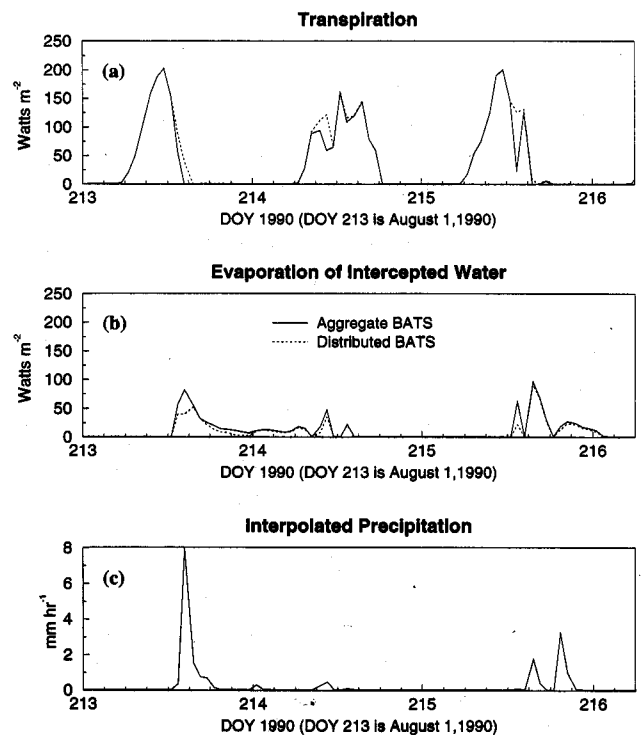 Transpiration
250
200
150
100
50
0
Watts m⁻²
(a)
213 214 215 216
DOY 1990 (DOY 213 is August 1,1990)
Evaporation of Intercepted Water
250
200
150
100
50
0
Watts m⁻²
(b)
Aggregate BATS
Distributed BATS
213 214 215 216
DOY 1990 (DOY 213 is August 1,1990)
Interpolated Precipitation
8
6
4
2
0
mm hr⁻¹
(c)
213 214 215 216
DOY 1990 (DOY 213 is August 1,1990)